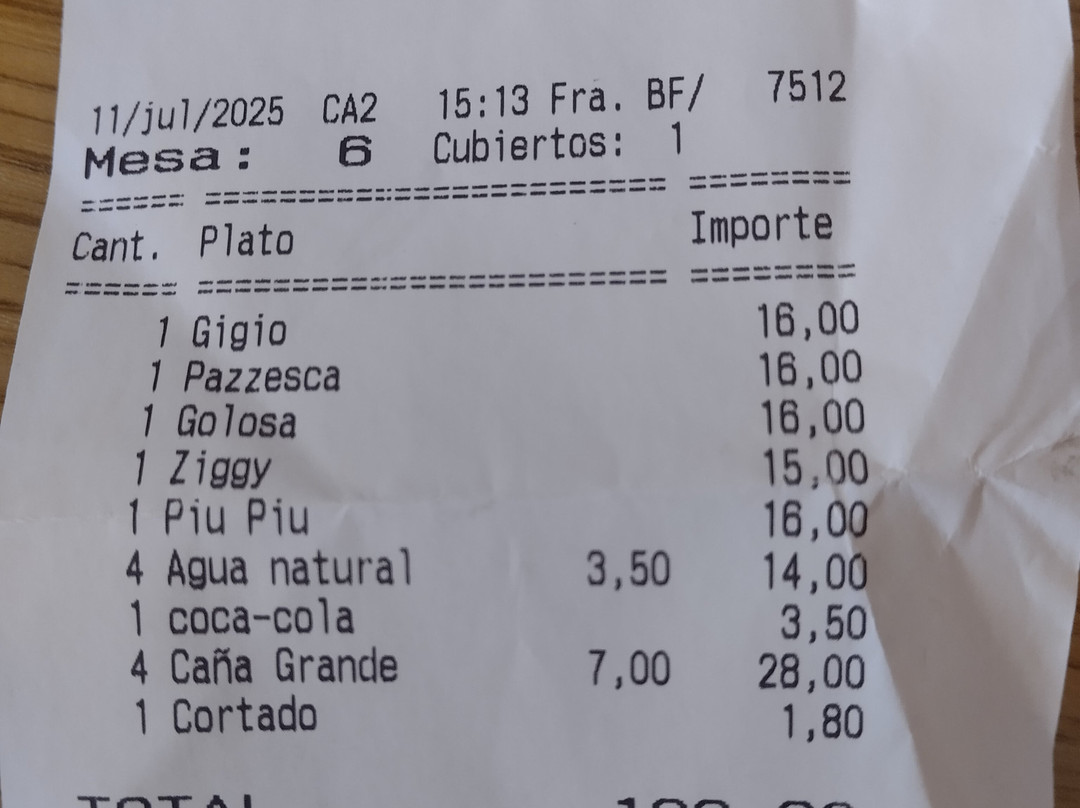 11/jul/2025 CA2 15:13 Fra. BF/ 7512
Mesa: 6 Cubiertos: 1
====== ============================ ========
Cant. Plato Importe
====== ============================ ========
1 Gigio 16,00
1 Pazzesca 16,00
1 Golosa 16,00
1 Ziggy 15,00
1 Piu Piu 16,00
4 Agua natural 3,50 14,00
1 coca-cola 3,50
4 Caña Grande 7,00 28,00
1 Cortado 1,80
TOTAL